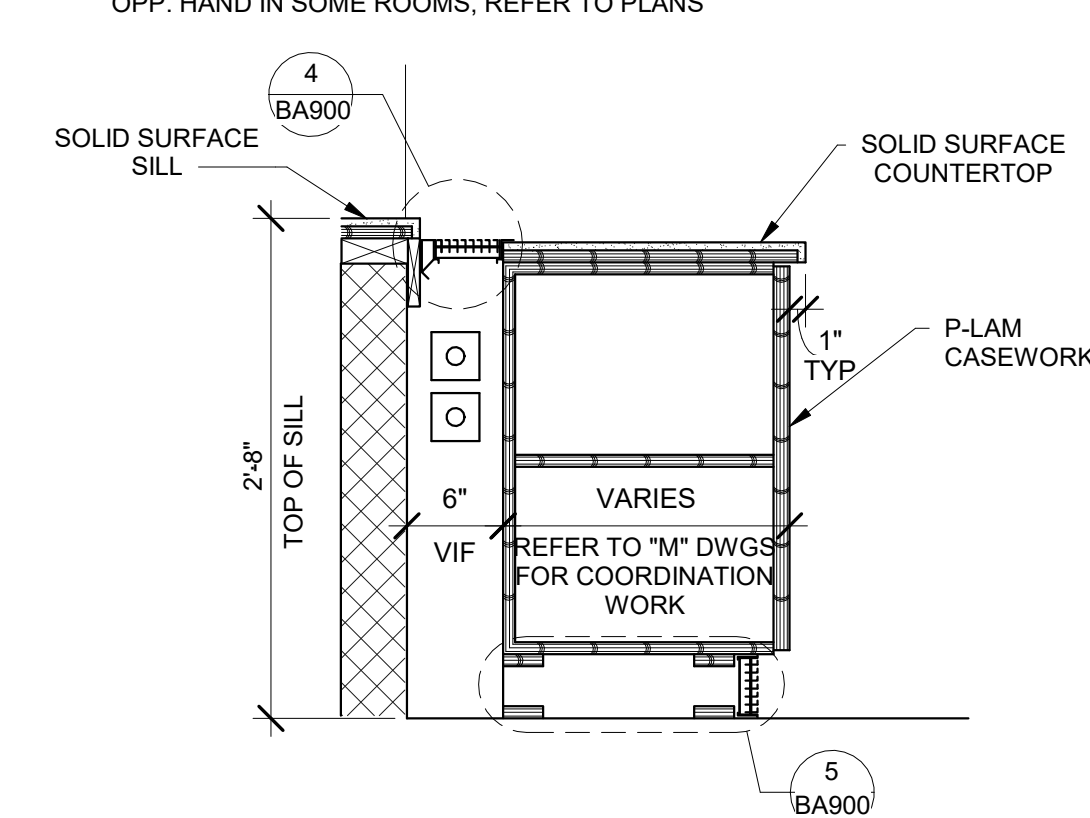 OPP. HAND IN SOME ROOMS, REFER TO PLANS
4
BA900
SOLID SURFACE
SILL
SOLID SURFACE
COUNTERTOP
1"
TYP
P-LAM
CASEWORK
2'-8"
TOP OF SILL
6"
VIF
VARIES
REFER TO "M" DWGS
FOR COORDINATION
WORK
5
BA900